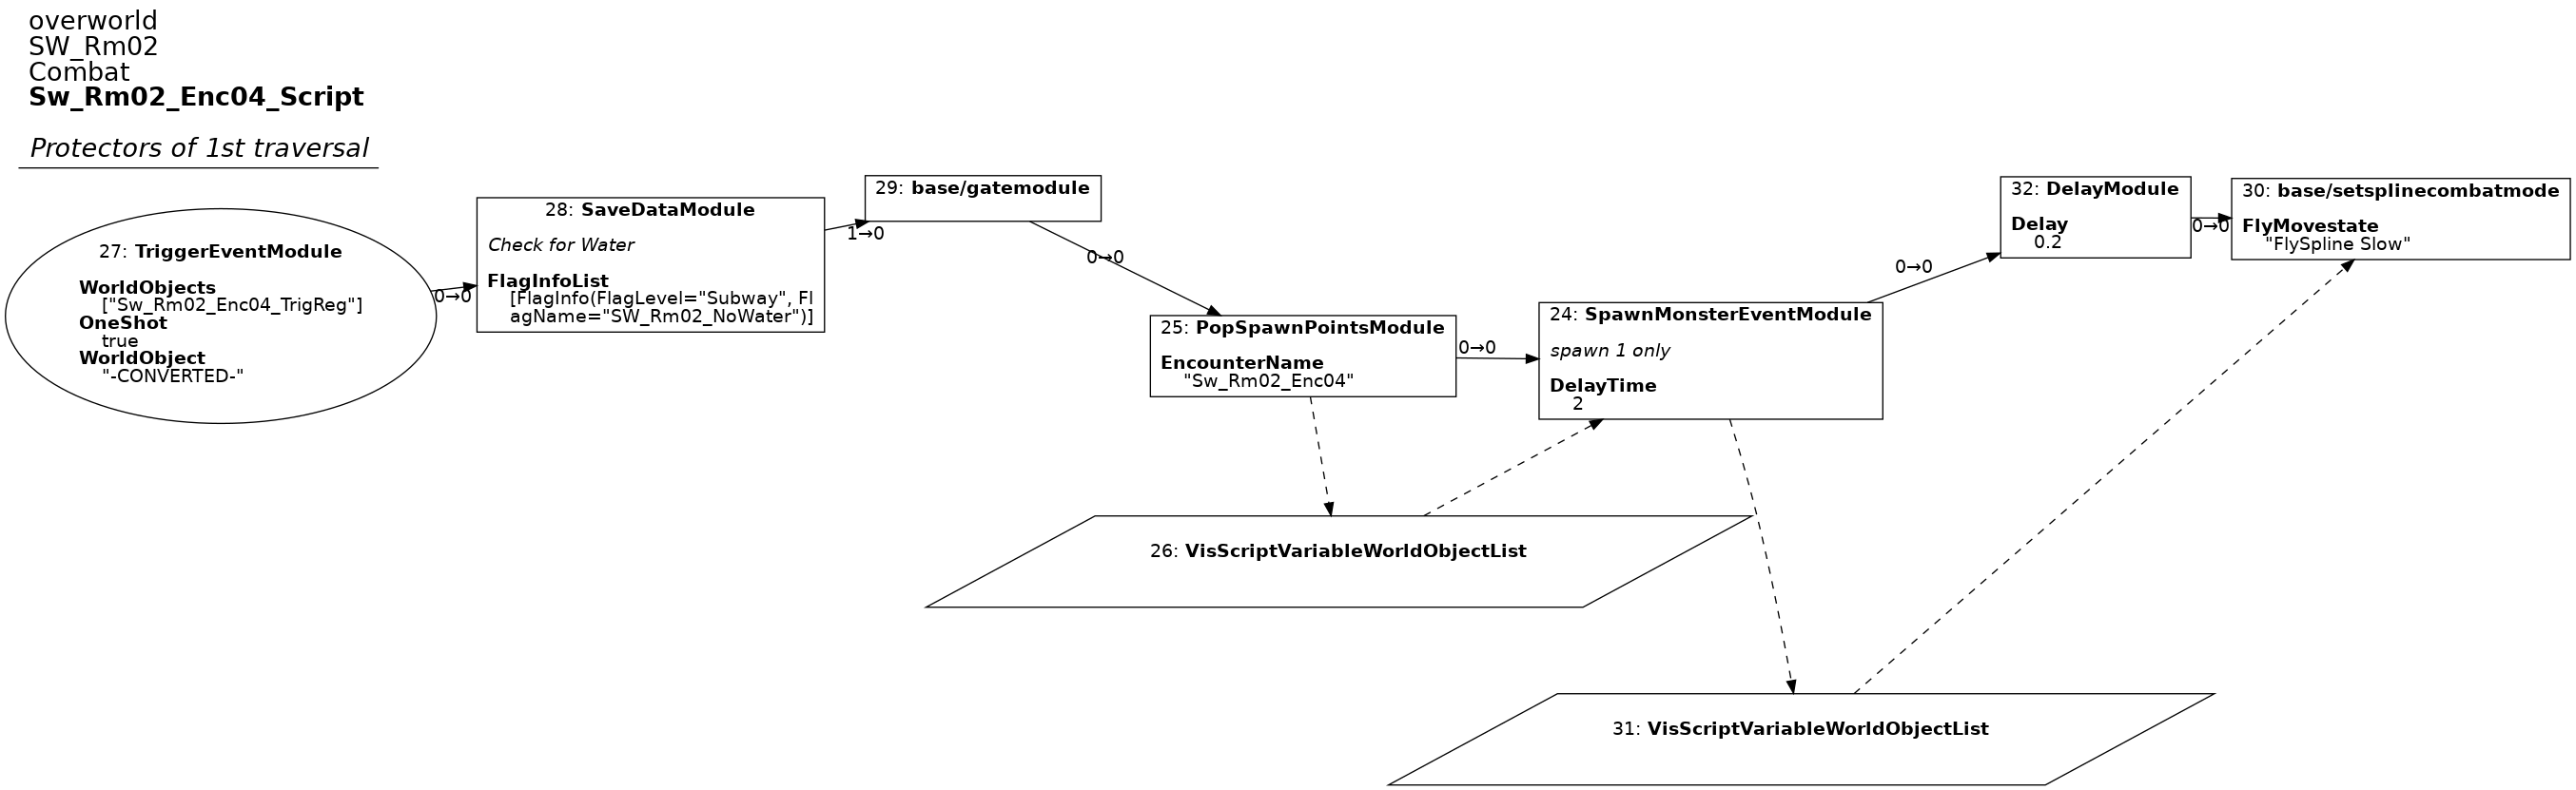 overworld
SW_Rm02
Combat
Sw_Rm02_Enc04_Script
Protectors of 1st traversal
27: TriggerEventModule
WorldObjects
["Sw_Rm02_Enc04_TrigReg"]
OneShot
true
WorldObject
"-CONVERTED-"
0→0
28: SaveDataModule
Check for Water
FlagInfoList
[FlagInfo(FlagLevel="Subway", Fl
agName="SW_Rm02_NoWater")]
1→0
29: base/gatemodule
0→0
25: PopSpawnPointsModule
EncounterName
"Sw_Rm02_Enc04"
0→0
24: SpawnMonsterEventModule
spawn 1 only
DelayTime
2
0→0
32: DelayModule
Delay
0.2
0→0
30: base/setsplinecombatmode
FlyMovestate
"FlySpline Slow"
26: VisScriptVariableWorldObjectList
31: VisScriptVariableWorldObjectList